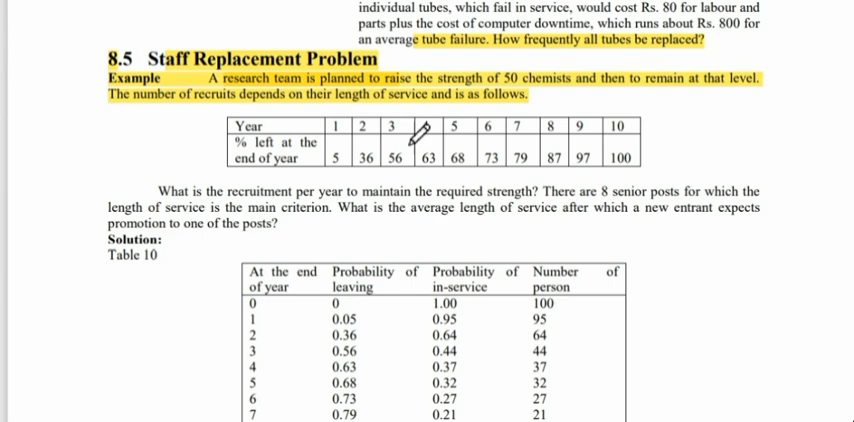 individual tubes, which fail in service, would cost Rs. 80 for labour and
parts plus the cost of computer downtime, which runs about Rs. 800 for
an average tube failure. How frequently all tubes be replaced?
8.5 Staff Replacement Problem
Example A research team is planned to raise the strength of 50 chemists and then to remain at that level.
The number of recruits depends on their length of service and is as follows.
Year 1 2 3 5 6 7 8 9 10
% left at the
end of year 5 36 56 63 68 73 79 87 97 100
What is the recruitment per year to maintain the required strength? There are 8 senior posts for which the
length of service is the main criterion. What is the average length of service after which a new entrant expects
promotion to one of the posts?
Solution:
Table 10
At the end Probability of Probability of Number of
of year leaving in-service person
0 0 1.00 100
1 0.05 0.95 95
2 0.36 0.64 64
3 0.56 0.44 44
4 0.63 0.37 37
5 0.68 0.32 32
6 0.73 0.27 27
7 0.79 0.21 21